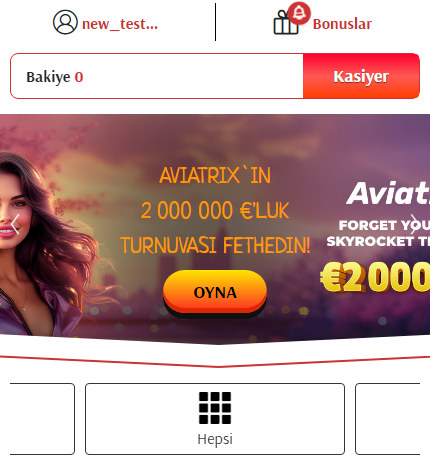 new_test...
Bonuslar
Bakiye 0
Kasiyer
AVIATRIX`IN
2 000 000 €'LUK
TURNUVASI FETHEDIN!
OYNA
FORGET YOU
SKYROCKET
€2 000
Hepsi